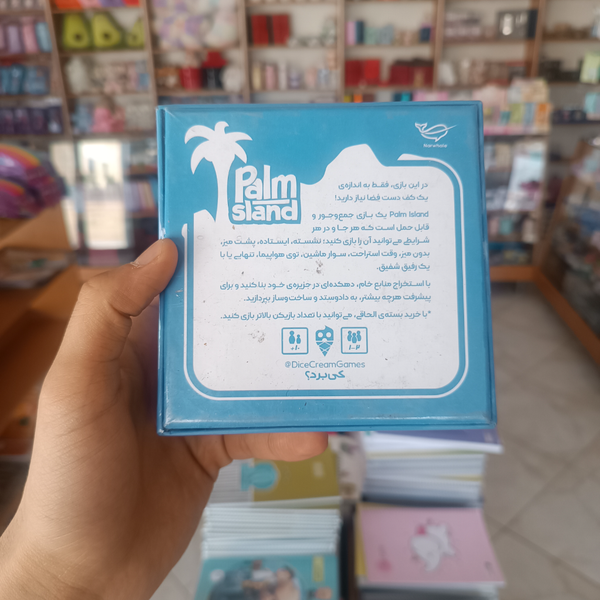 Narwhale
Palm
Island
در این بازی، فقط به اندازه‌ی
یک کف دست فضا نیاز دارید!
Palm Island یک بازی جمع‌وجور و
قابل حمل است که هر جا و در هر
شرایطی می‌توانید آن را بازی کنید؛ نشسته، ایستاده، پشت میز،
بدون میز، وقت استراحت، سوار ماشین، توی هواپیما، تنهایی یا با
یک رفیق شفیق.
با استخراج منابع خام، دهکده‌ای در جزیره‌ی خود بنا کنید و برای
پیشرفت هرچه بیشتر، به دادوستد و ساخت‌وساز بپردازید.
*با خرید بسته‌ی الحاقی، می‌توانید با تعداد بازیکن بالاتر بازی کنید.
۱۰+
۱-۲
@DiceCreamGames
کی برد؟